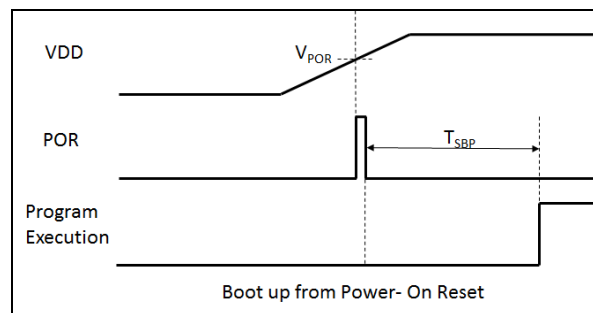 VDD
VPOR
POR
TSBP
Program
Execution
Boot up from Power- On Reset